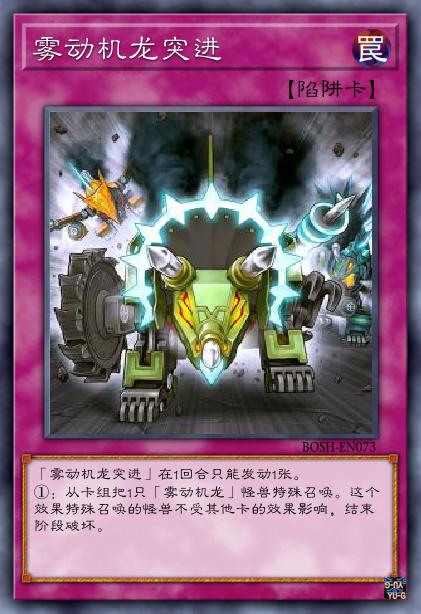 雾动机龙突进
罠
【陷阱卡】
BOSH-EN073
「雾动机龙突进」在1回合只能发动1张。
①：从卡组把1只「雾动机龙」怪兽特殊召唤。这个
效果特殊召唤的怪兽不受其他卡的效果影响，结束
阶段破坏。
YU-G